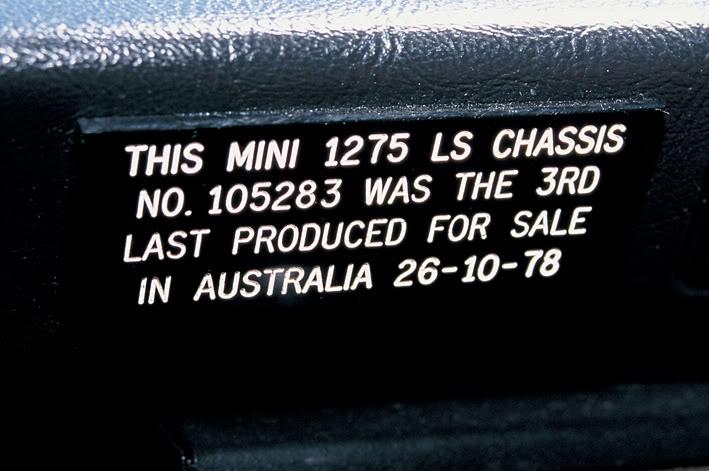 THIS MINI 1275 LS CHASSIS
NO. 105283 WAS THE 3RD
LAST PRODUCED FOR SALE
IN AUSTRALIA 26-10-78